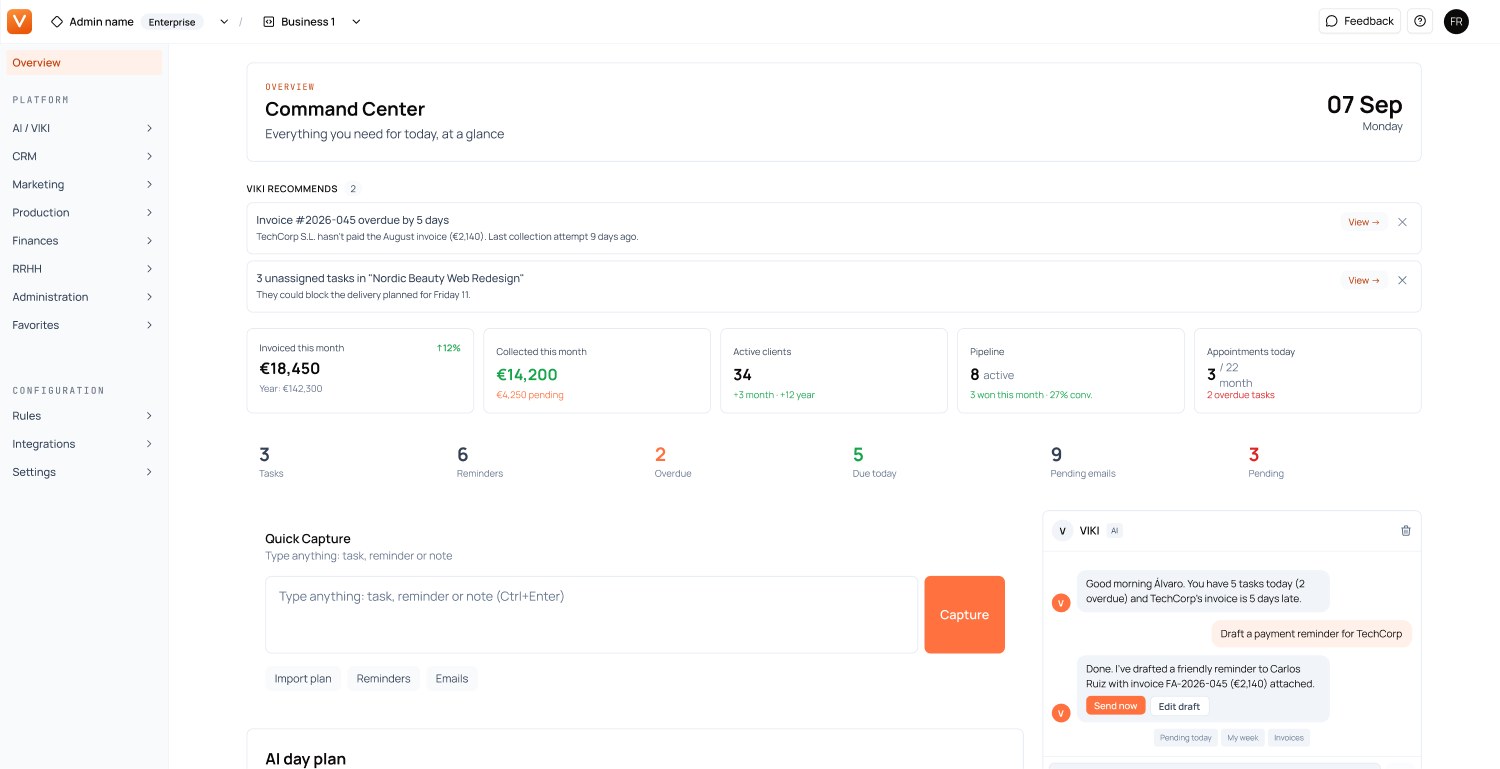 V
Admin name
Enterprise
/
Business 1
Feedback
FR
Overview
PLATFORM
AI / VIKI
CRM
Marketing
Production
Finances
RRHH
Administration
Favorites
CONFIGURATION
Rules
Integrations
Settings
OVERVIEW
Command Center
Everything you need for today, at a glance
07 Sep
Monday
VIKI RECOMMENDS 2
Invoice #2026-045 overdue by 5 days
TechCorp S.L. hasn't paid the August invoice (€2,140). Last collection attempt 9 days ago.
View →
3 unassigned tasks in "Nordic Beauty Web Redesign"
They could block the delivery planned for Friday 11.
View →
Invoiced this month
↑12%
€18,450
Year: €142,300
Collected this month
€14,200
€4,250 pending
Active clients
34
+3 month · +12 year
Pipeline
8 active
3 won this month · 27% conv.
Appointments today
3 / 22
month
2 overdue tasks
3
Tasks
6
Reminders
2
Overdue
5
Due today
9
Pending emails
3
Pending
Quick Capture
Type anything: task, reminder or note
Type anything: task, reminder or note (Ctrl+Enter)
Capture
Import plan
Reminders
Emails
AI day plan
V
VIKI
AI
Good morning Álvaro. You have 5 tasks today (2
overdue) and TechCorp's invoice is 5 days late.
V
Draft a payment reminder for TechCorp
Done. I've drafted a friendly reminder to Carlos
Ruiz with invoice FA-2026-045 (€2,140) attached.
Send now
Edit draft
V
Pending today
My week
Invoices